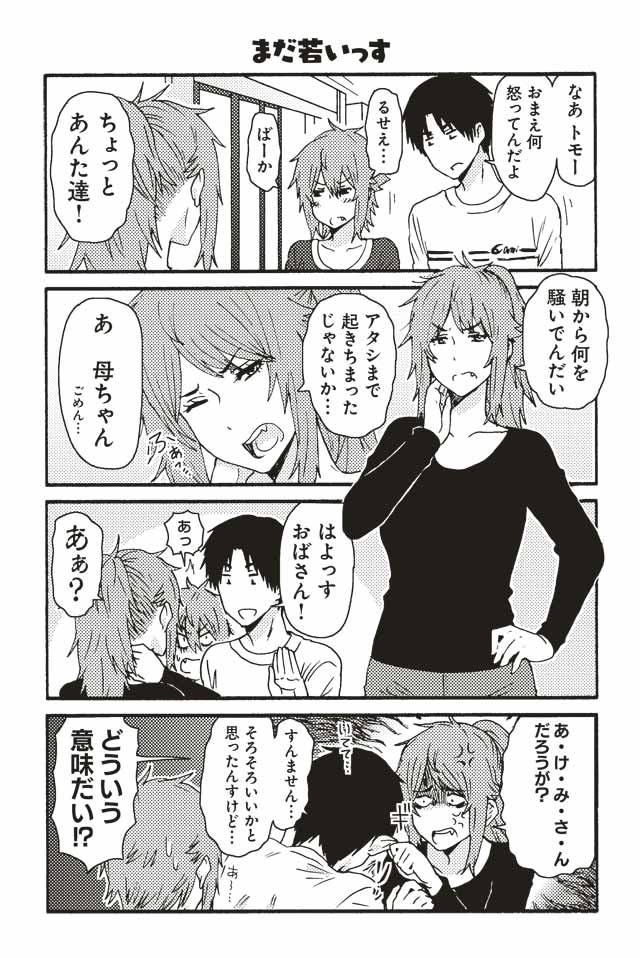 まだ若いっす
なあ トモー
おまえ何
怒ってんだよ
るせえ…
ばーか
ちょっと
あんた達！
朝から何を
騒いでんだい
アタシまで
起きちまった
じゃないか…
ふぁ〜…
あ 母ちゃん
ごめん…
はよっす
おばさん！
あっ
あぁ？
あ・け・み・さ・ん
だろうが？
ギ
いてて…
すんません…
そろそろいいかと
思ったんすけど…
あ〜…
どういう
意味だい!?